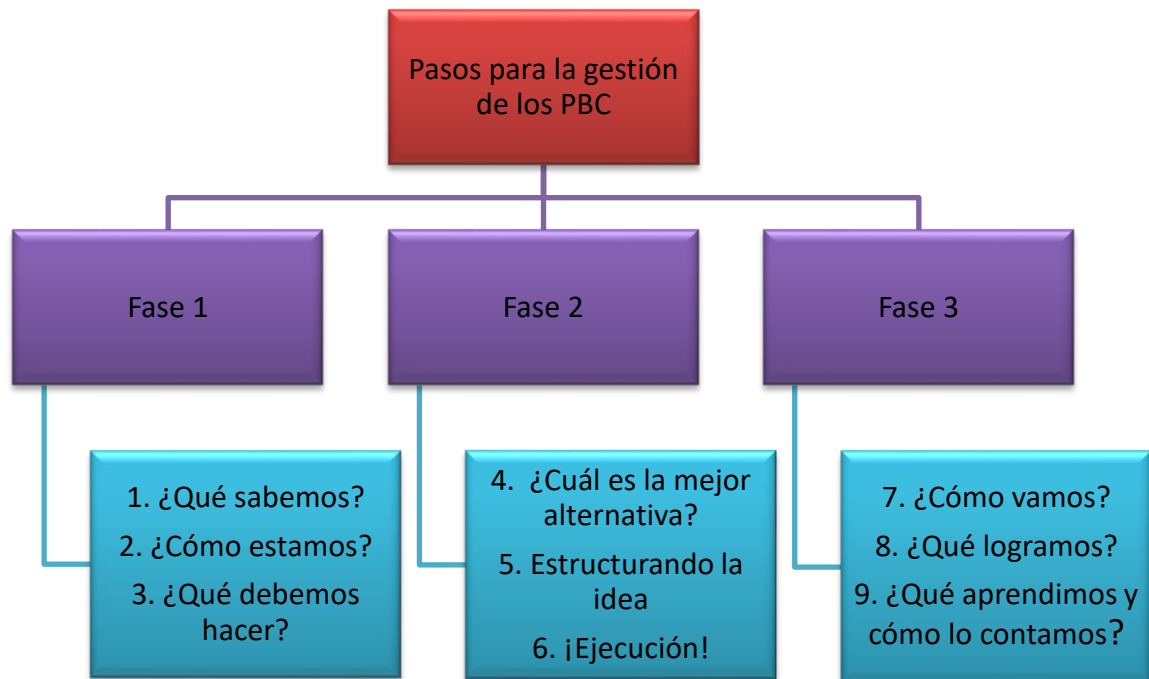 Pasos para la gestión
de los PBC
Fase 1
Fase 2
Fase 3
1. ¿Qué sabemos?
2. ¿Cómo estamos?
3. ¿Qué debemos
hacer?
4. ¿Cuál es la mejor
alternativa?
5. Estructurando la
idea
6. ¡Ejecución!
7. ¿Cómo vamos?
8. ¿Qué logramos?
9. ¿Qué aprendimos y
cómo lo contamos?